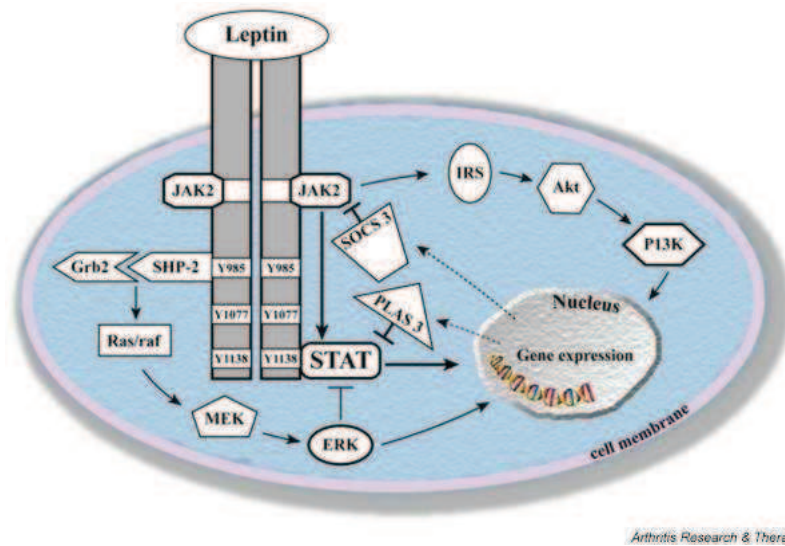 Leptin
JAK2
JAK2
IRS
Akt
P13K
SOCS 3
Grb2
SHP-2
Y985
Y985
PLAS 3
Nucleus
Gene expression
Y1077
Y1077
Ras/raf
Y1138
Y1138
STAT
MEK
ERK
cell membrane
Arthritis Research &